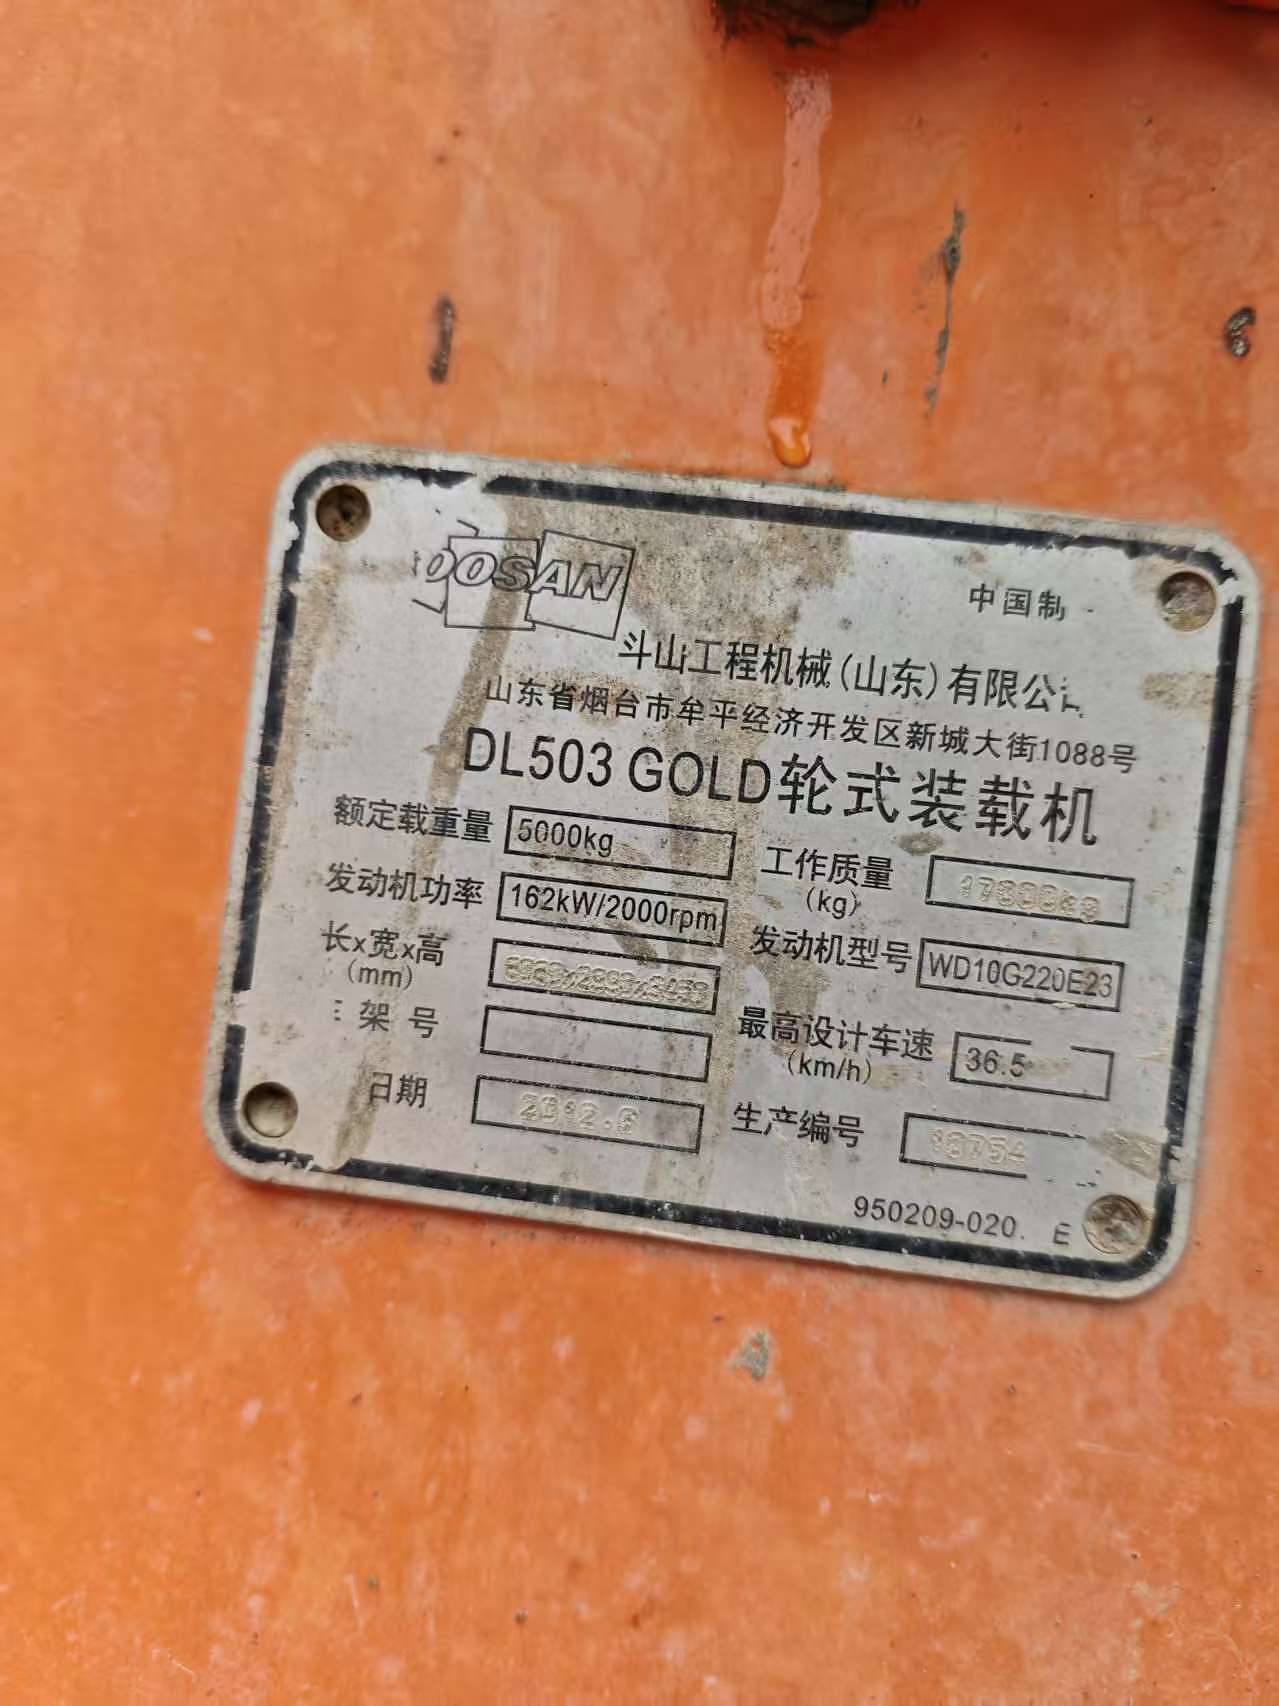 DOOSAN
中国制
斗山工程机械(山东)有限公
山东省烟台市牟平经济开发区新城大街1088号
DL503 GOLD轮式装载机
额定载重量 5000kg
工作质量
(kg)
发动机功率 162kW/2000rpm
发动机型号 WD10G220E23
长x宽x高
(mm)
架 号
最高设计车速 36.5
(km/h)
日期 2012.6
生产编号 18754
950209-020. E